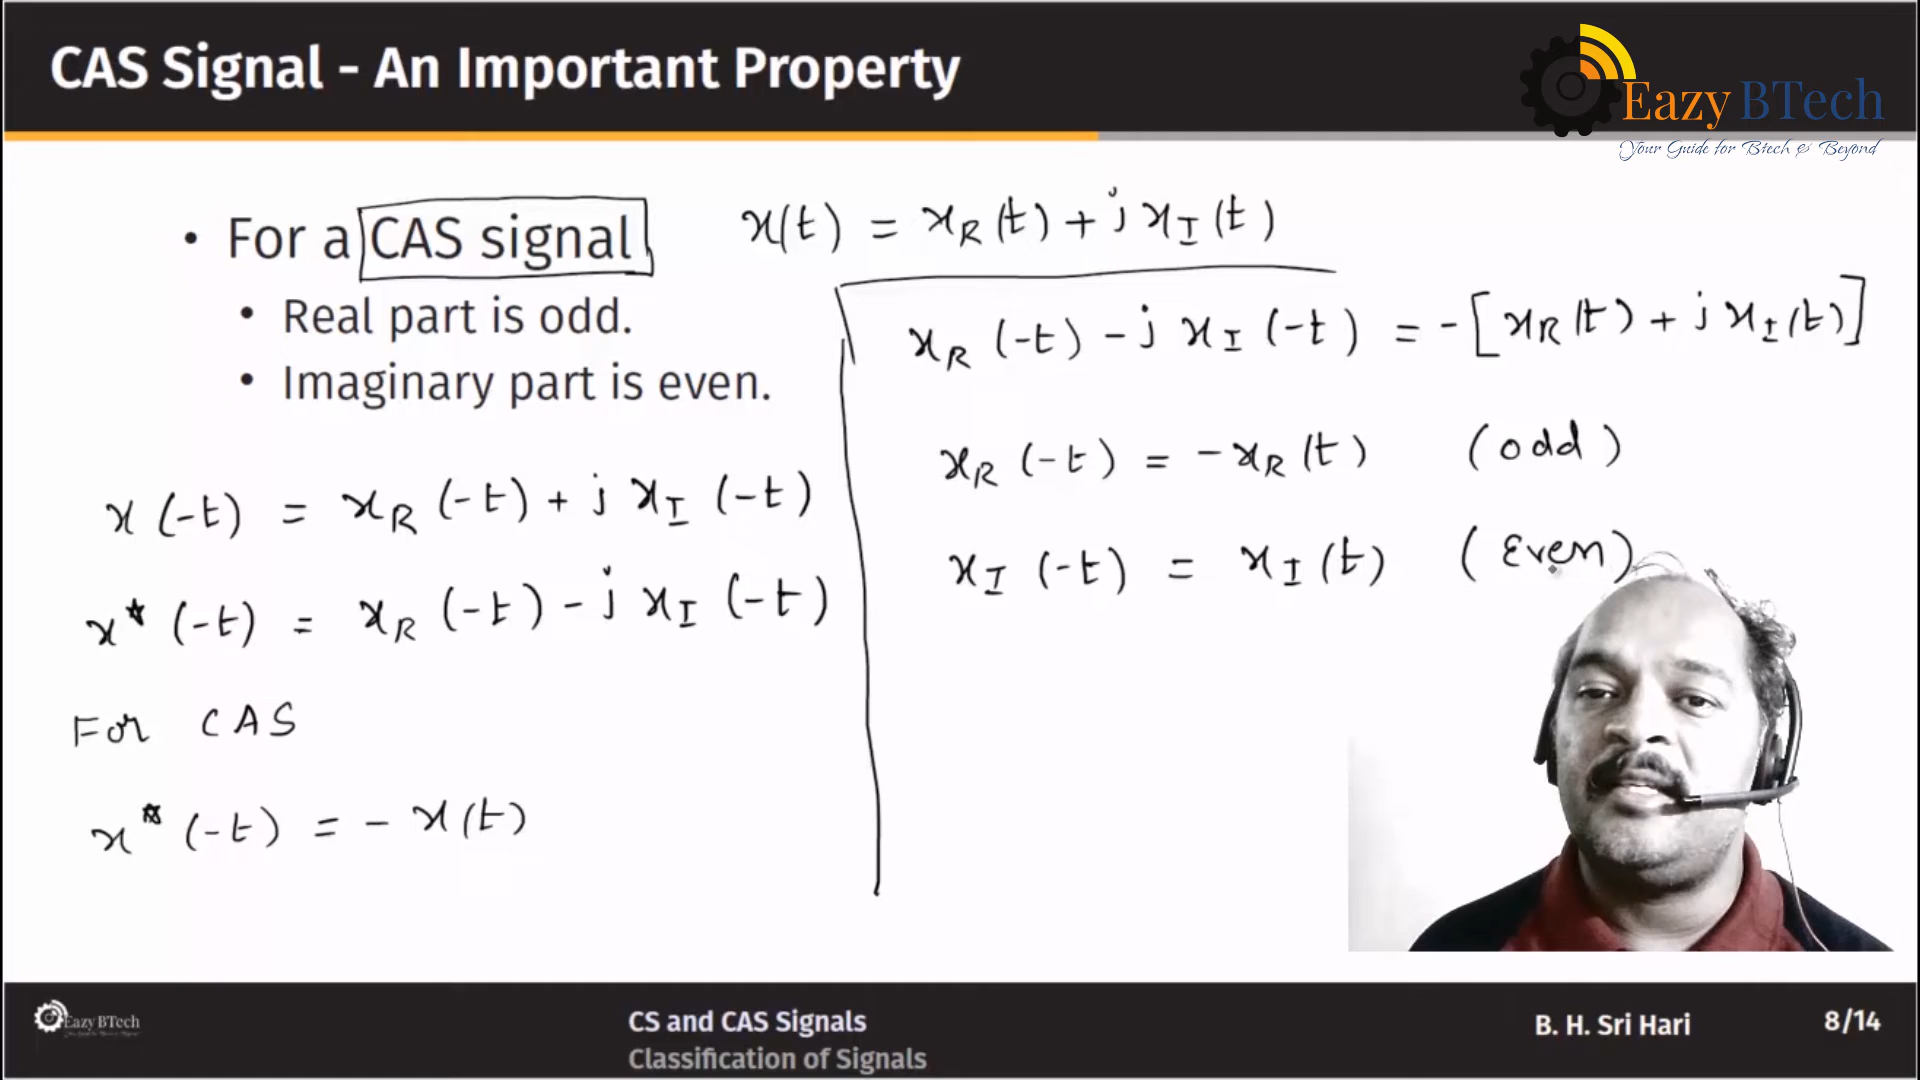 CAS Signal - An Important Property
Eazy BTech
Your Guide for Btech & Beyond
• For a CAS signal
• Real part is odd.
• Imaginary part is even.
x(t) = x_R(t) + j x_I(t)
x(-t) = x_R(-t) + j x_I(-t)
x*(-t) = x_R(-t) - j x_I(-t)
For CAS
x*(-t) = - x(t)
x_R(-t) - j x_I(-t) = -[x_R(t) + j x_I(t)]
x_R(-t) = -x_R(t) (odd)
x_I(-t) = x_I(t) (Even)
Eazy BTech
CS and CAS Signals
Classification of Signals
B. H. Sri Hari
8/14